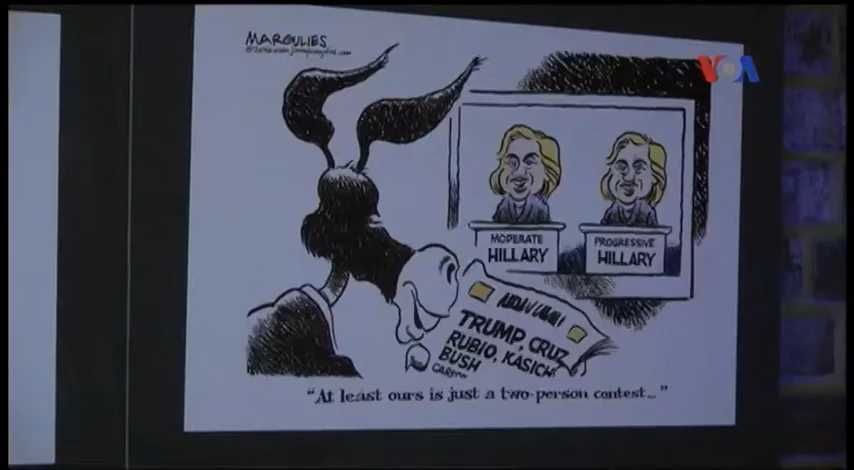 MARGULIES
VOA
MODERATE
HILLARY
PROGRESSIVE
HILLARY
TRUMP, CRUZ
RUBIO, KASICH
BUSH
"At least ours is just a two-person contest..."